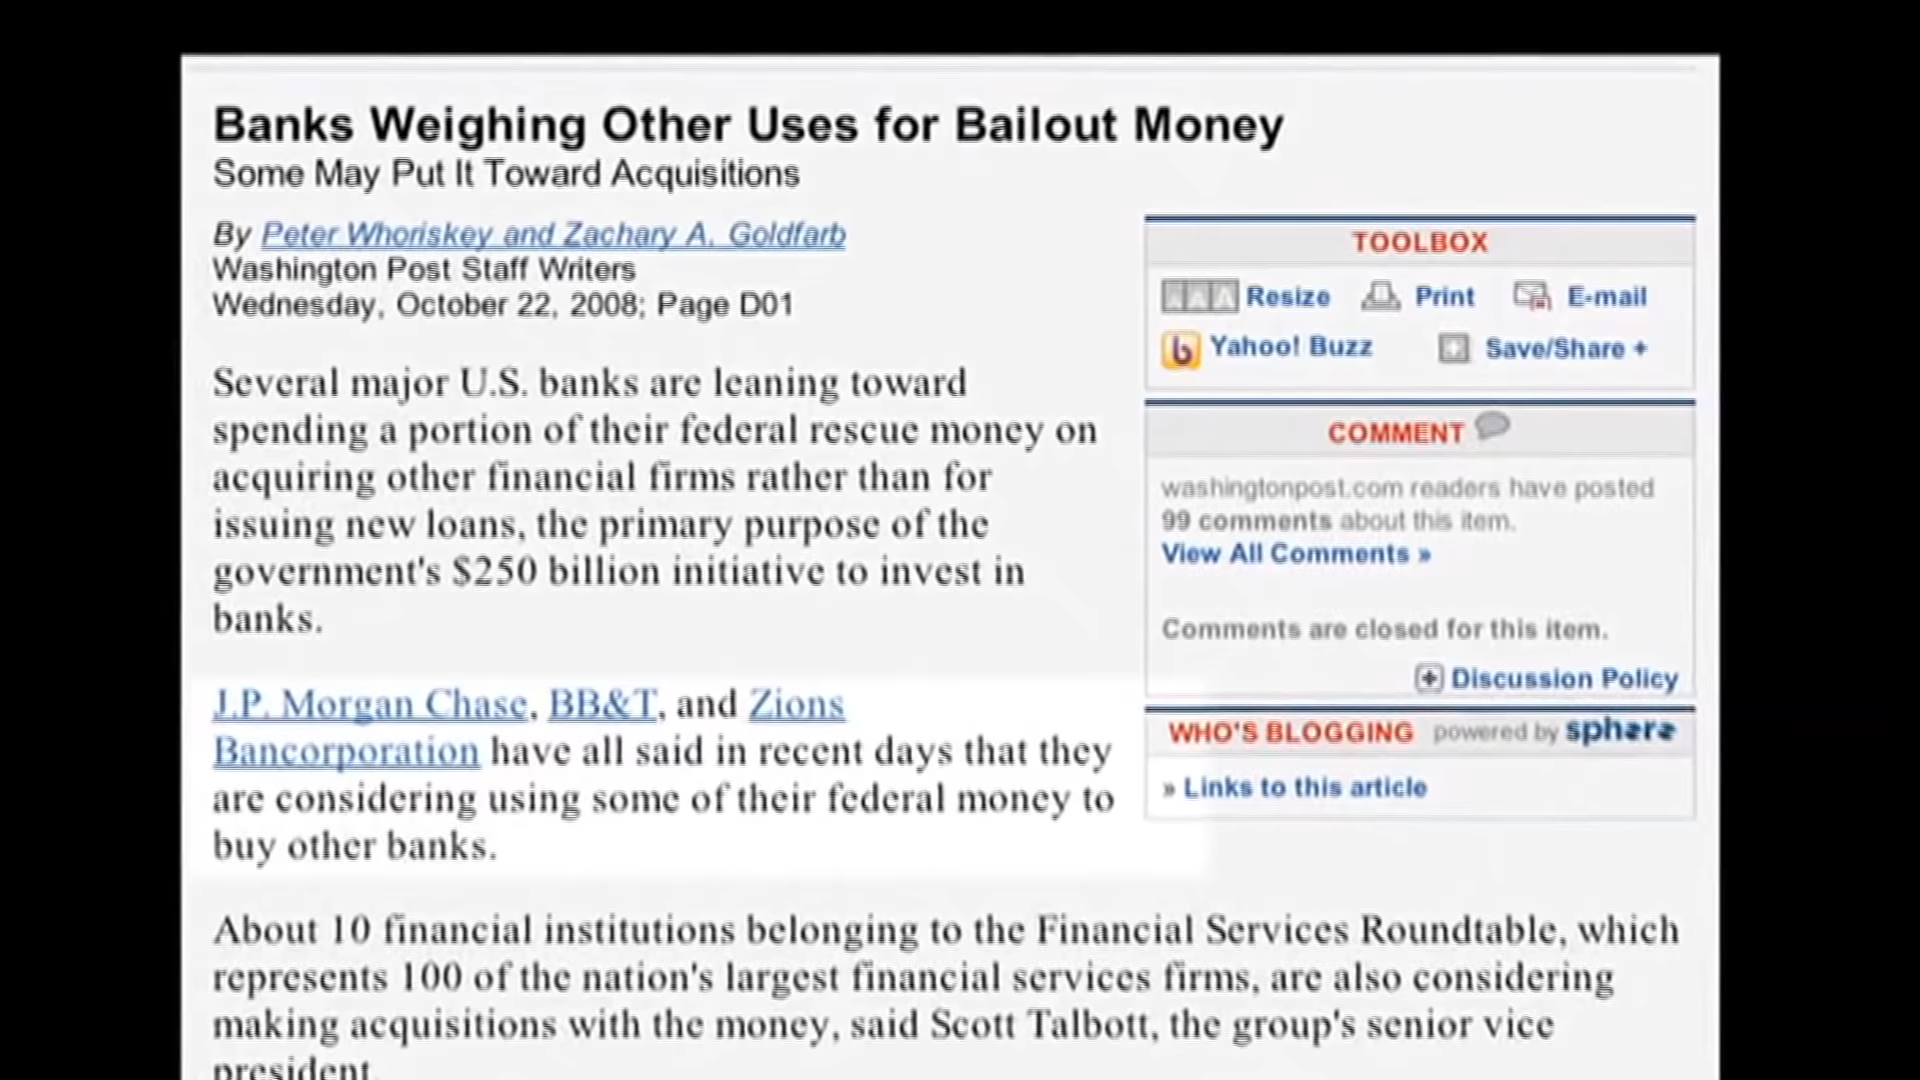 Banks Weighing Other Uses for Bailout Money
Some May Put It Toward Acquisitions
By Peter Whoriskey and Zachary A. Goldfarb
Washington Post Staff Writers
Wednesday, October 22, 2008; Page D01
Several major U.S. banks are leaning toward
spending a portion of their federal rescue money on
acquiring other financial firms rather than for
issuing new loans, the primary purpose of the
government's $250 billion initiative to invest in
banks.
J.P. Morgan Chase, BB&T, and Zions
Bancorporation have all said in recent days that they
are considering using some of their federal money to
buy other banks.
About 10 financial institutions belonging to the Financial Services Roundtable, which
represents 100 of the nation's largest financial services firms, are also considering
making acquisitions with the money, said Scott Talbott, the group's senior vice
president.
TOOLBOX
AAA Resize Print E-mail
Yahoo! Buzz Save/Share +
COMMENT
washingtonpost.com readers have posted
99 comments about this item.
View All Comments »
Comments are closed for this item.
Discussion Policy
WHO'S BLOGGING powered by sphere
» Links to this article